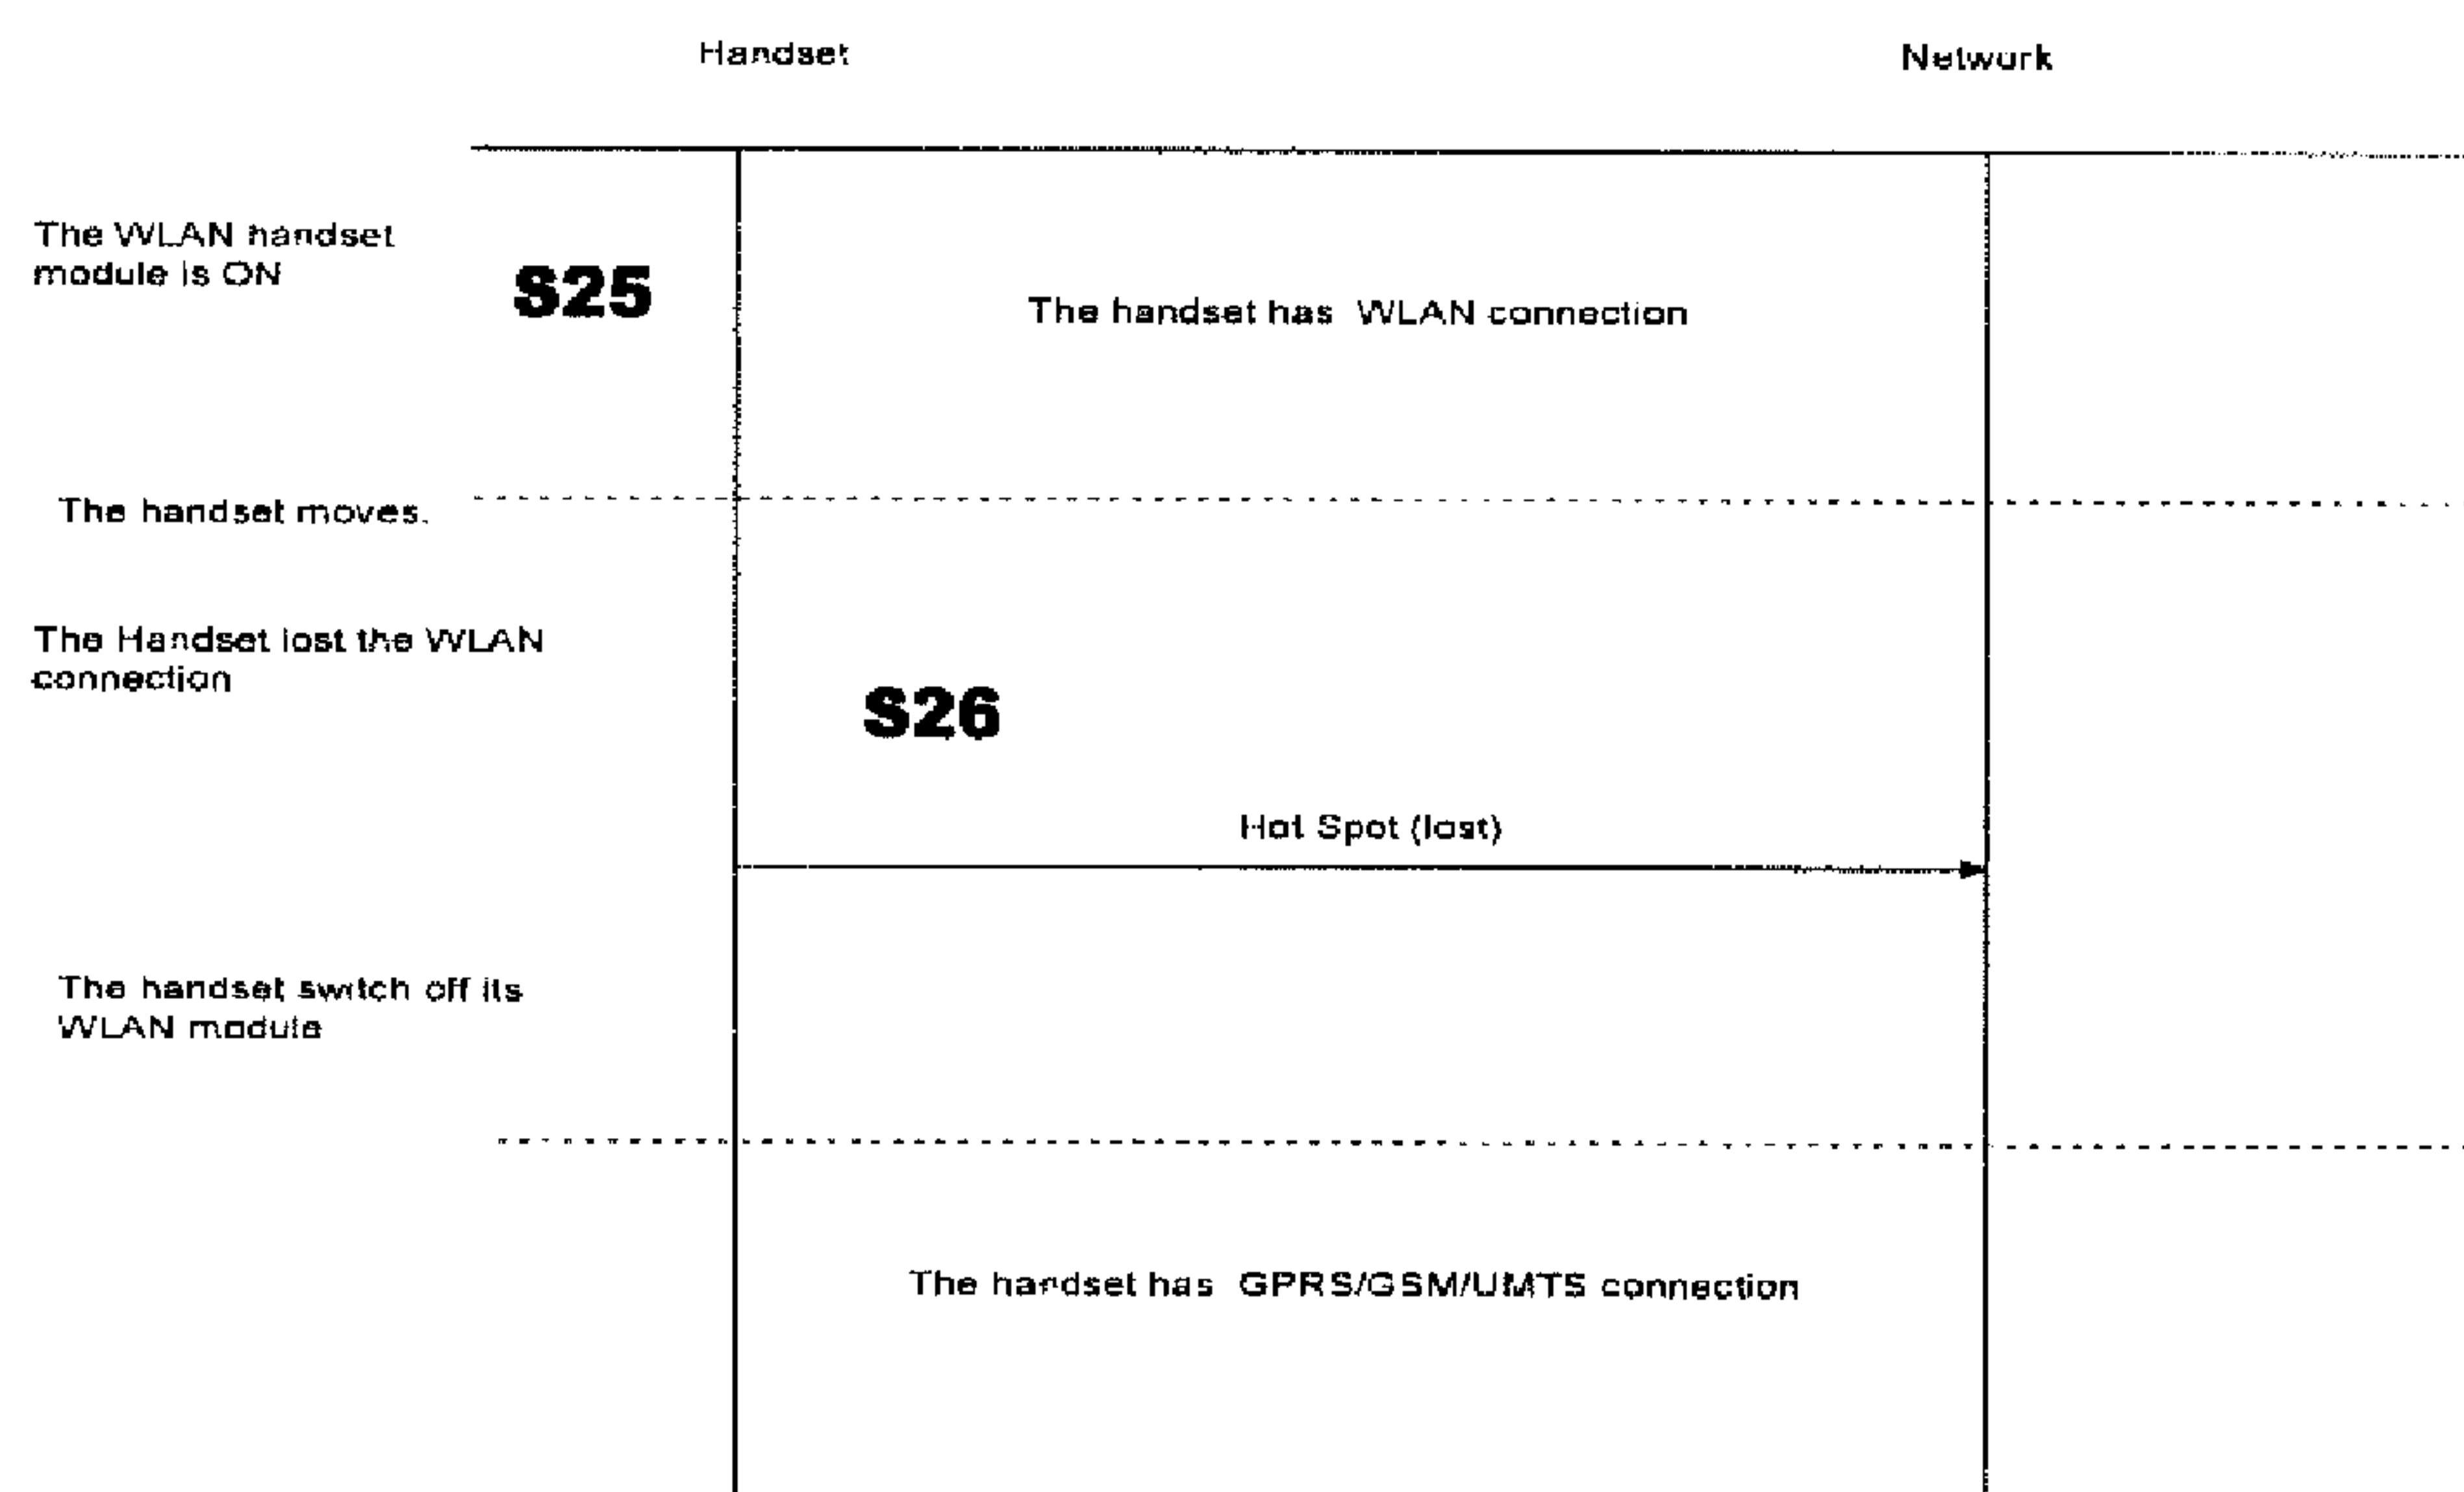 Handset
Network
The WLAN handset
module is ON
S25
The handset has WLAN connection
The handset moves.
The Handset lost the WLAN
connection
S26
Hot Spot (lost)
The handset switch off its
WLAN module
The handset has GPRS/GSM/UMTS connection